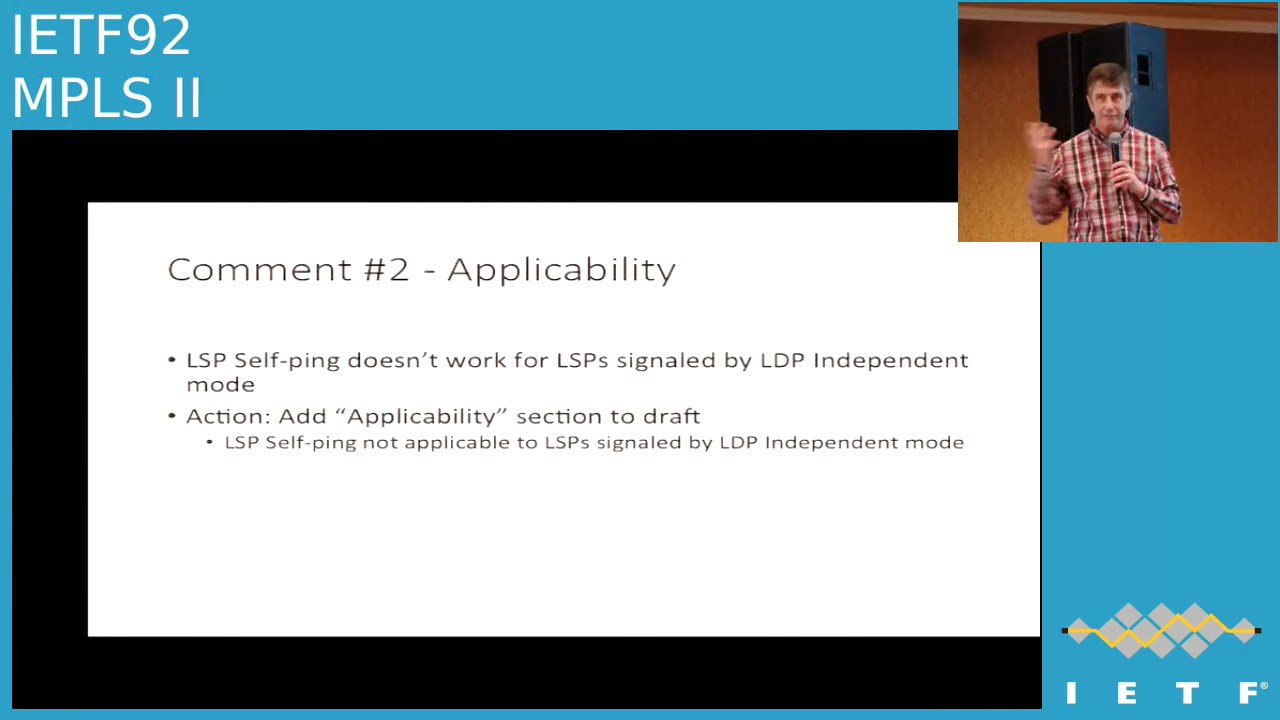 IETF92
MPLS II
Comment #2 - Applicability
• LSP Self-ping doesn’t work for LSPs signaled by LDP Independent
mode
• Action: Add “Applicability” section to draft
• LSP Self-ping not applicable to LSPs signaled by LDP Independent mode
I E T F®